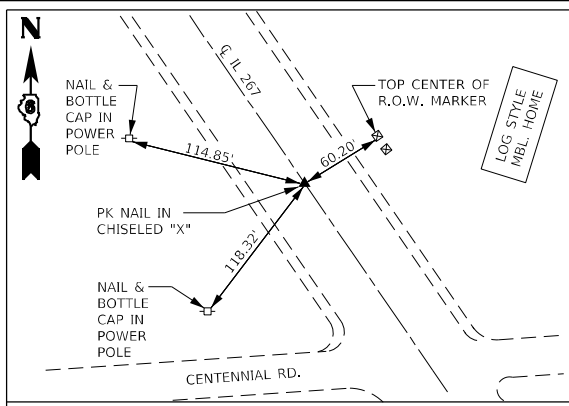 N
6
℄ IL 267
NAIL &
BOTTLE
CAP IN
POWER
POLE
TOP CENTER OF
R.O.W. MARKER
LOG STYLE
MBL. HOME
114.85'
60.20'
PK NAIL IN
CHISELED "X"
118.32'
NAIL &
BOTTLE
CAP IN
POWER
POLE
CENTENNIAL RD.